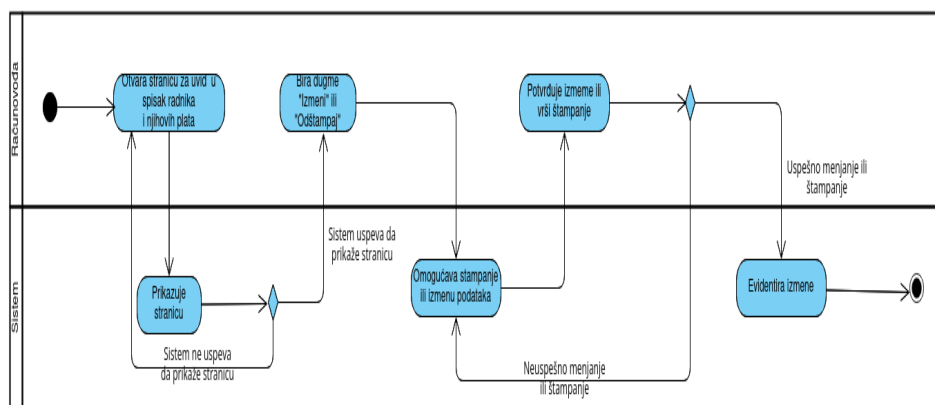 Računovođa
Otvara stranicu za uvid u
spisak radnika
i njihovih plata
Bira dugme
"Izmeni" ili
"Odštampaj"
Potvrđuje izmeme ili
vrši štampanje
Uspešno menjanje ili
štampanje
Sistem
Prikazuje
stranicu
Sistem uspeva da
prikaže stranicu
Sistem ne uspeva
da prikaže stranicu
Omogućava štampanje
ili izmenu podataka
Neuspešno menjanje
ili štampanje
Evidentira izmene